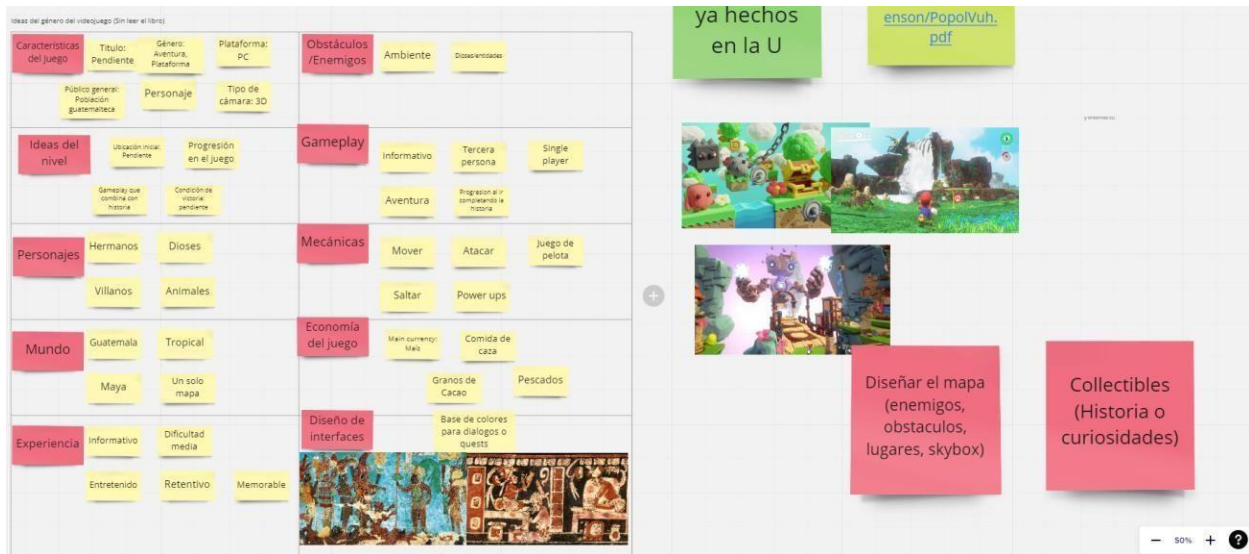 Ideas del género del videojuego (Sin leer el libro)
Características
del Juego
Titulo:
Pendiente
Género:
Aventura,
Plataforma
Plataforma:
PC
Público general:
Población
guatemalteca
Personaje
Tipo de
cámara: 3D
Obstáculos
/Enemigos
Ambiente
Dioses/entidades
Ideas del
nivel
Ubicación inicial:
Pendiente
Progresión
en el juego
Gameplay que
combina con
historia
Condición de
victoria:
pendiente
Gameplay
Informativo
Tercera
persona
Single
player
Aventura
Progresion al ir
completando la
historia
Personajes
Hermanos
Dioses
Villanos
Animales
Mecánicas
Mover
Atacar
Juego de
pelota
Saltar
Power ups
Mundo
Guatemala
Tropical
Maya
Un solo
mapa
Economía
del juego
Main currency:
Maíz
Comida de
caza
Granos de
Cacao
Pescados
Experiencia
Informativo
Dificultad
media
Entretenido
Retentivo
Memorable
Diseño de
interfaces
Base de colores
para dialogos o
quests
ya hechos
en la U
enson/PopolVuh.
pdf
Diseñar el mapa
(enemigos,
obstaculos,
lugares, skybox)
Collectibles
(Historia o
curiosidades)
50%